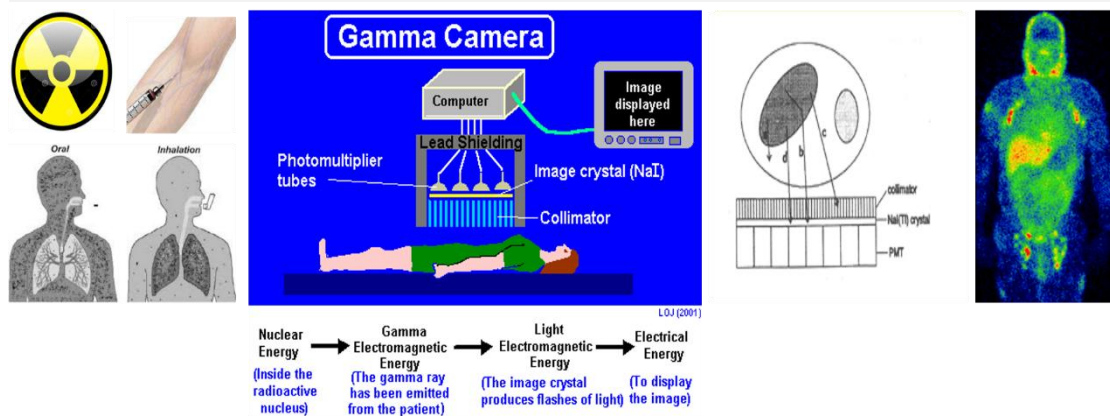 Oral
Inhalation
Gamma Camera
Computer
Image
displayed
here
Lead Shielding
Photomultiplier
tubes
Image crystal (NaI)
Collimator
LOJ (2001)
Nuclear
Energy
(Inside the
radioactive
nucleus)
Gamma
Electromagnetic
Energy
(The gamma ray
has been emitted
from the patient)
Light
Electromagnetic
Energy
(The image crystal
produces flashes of light)
Electrical
Energy
(To display
the image)
c
d
b
collimator
NaI(Tl) crystal
PMT